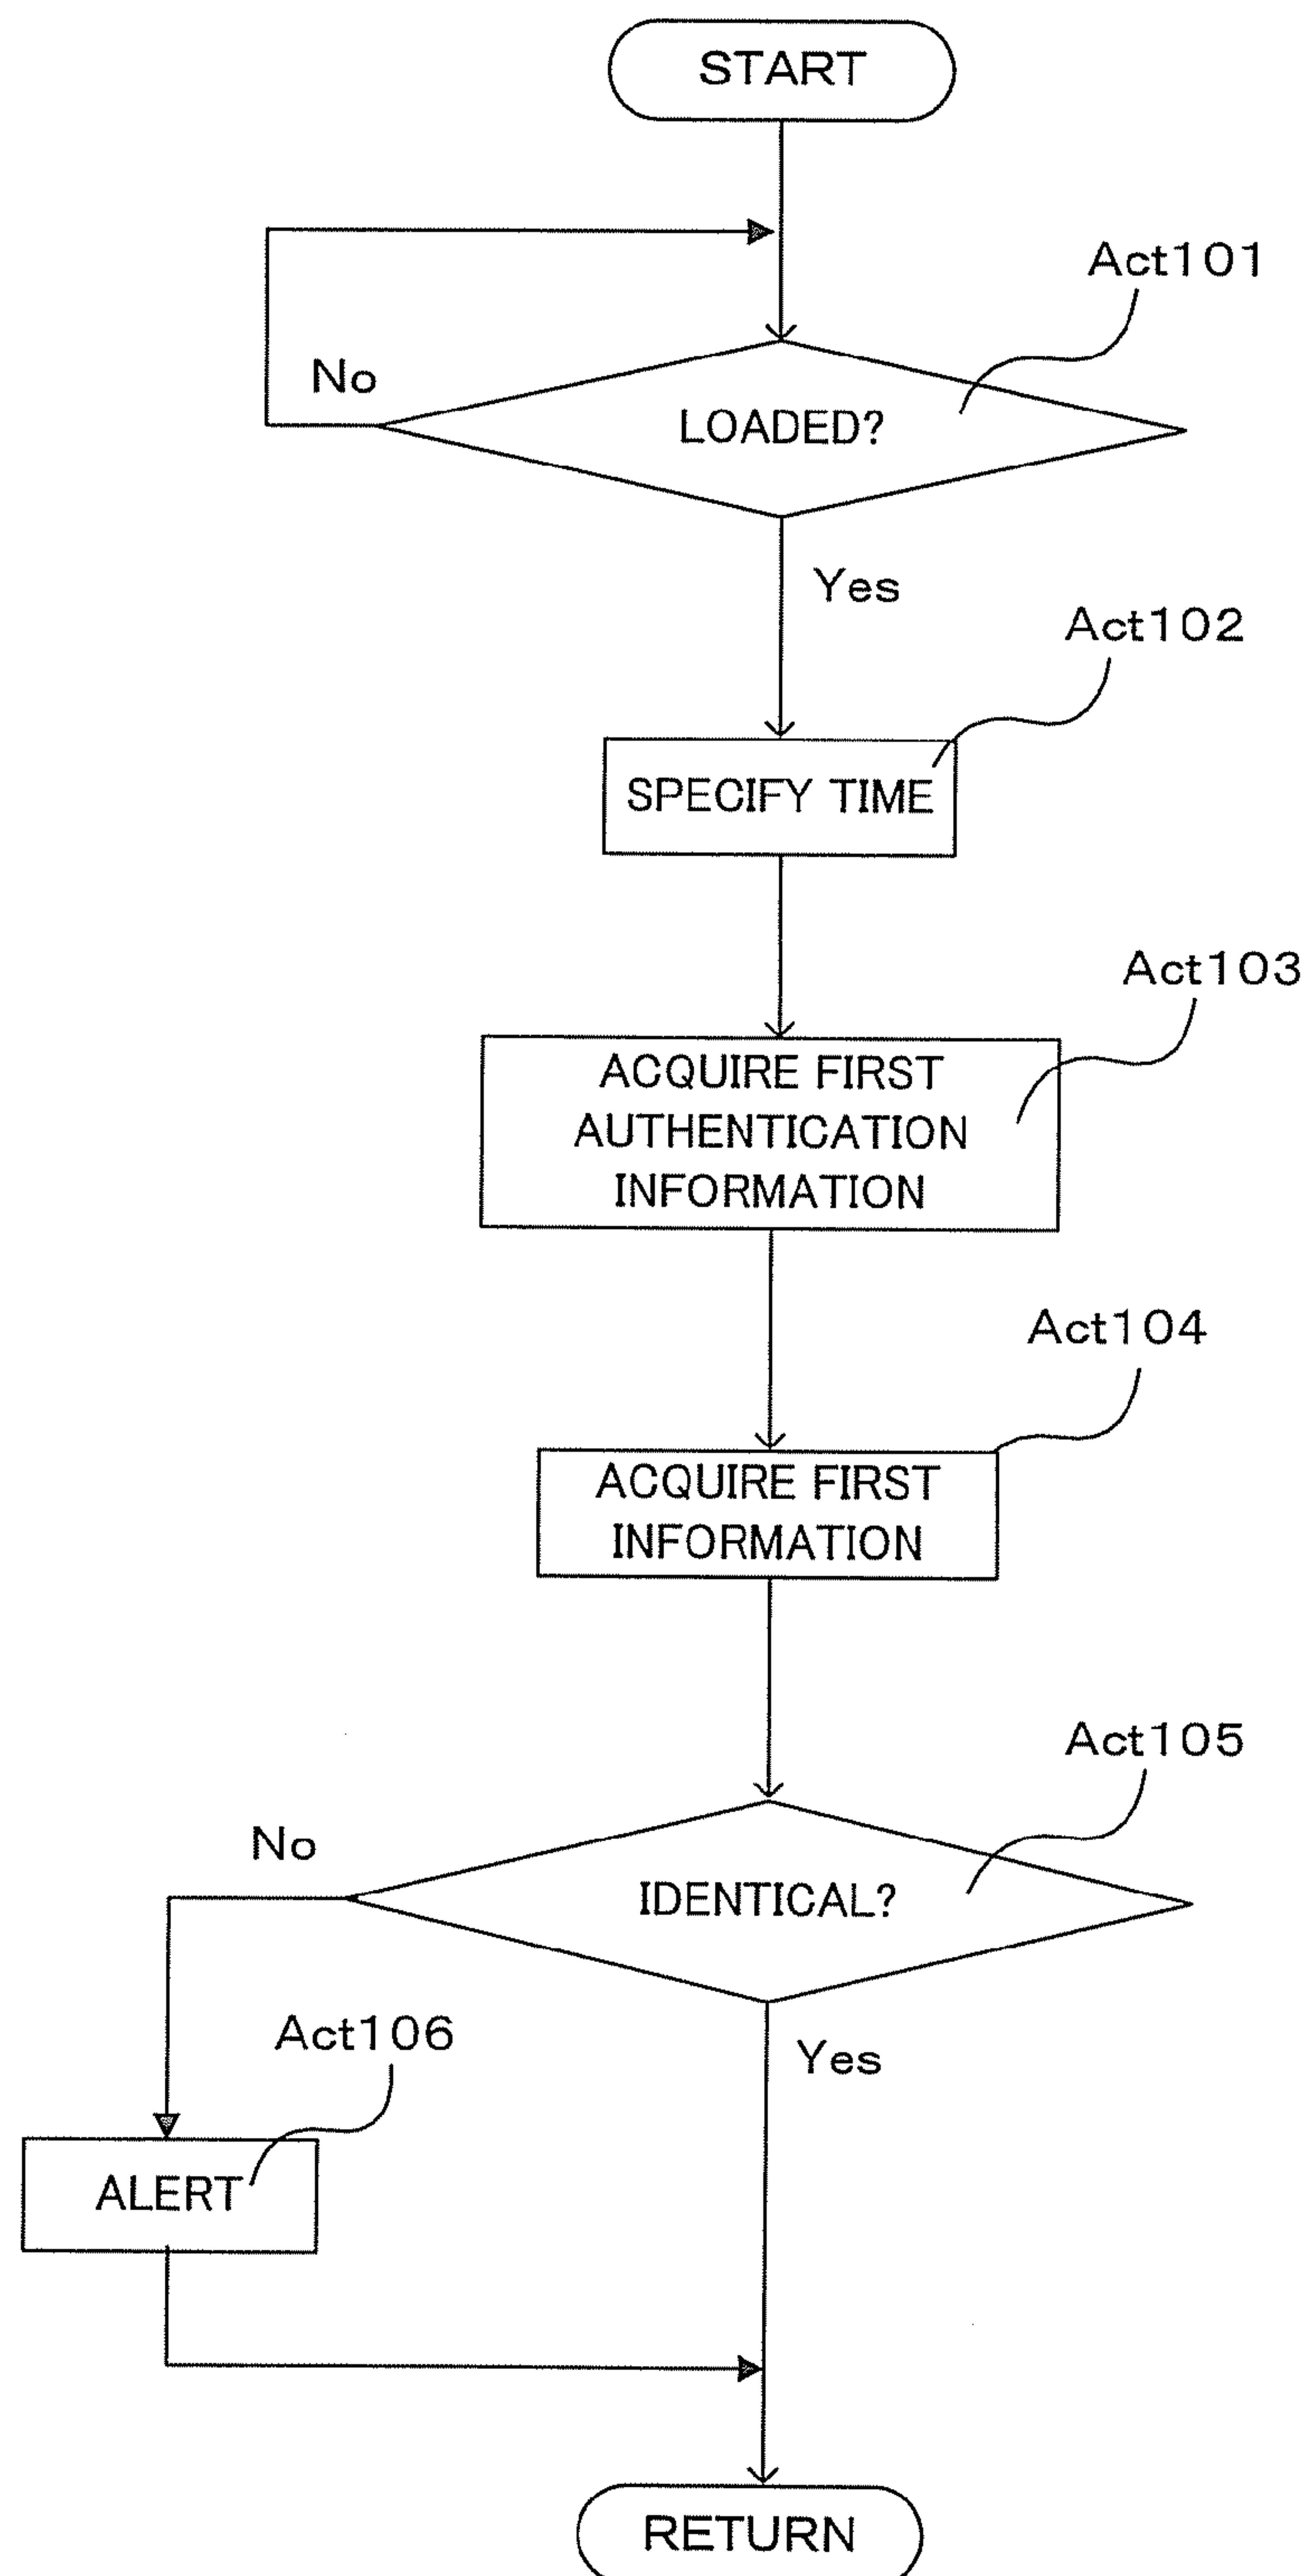 START
Act101
No
LOADED?
Yes
Act102
SPECIFY TIME
Act103
ACQUIRE FIRST
AUTHENTICATION
INFORMATION
Act104
ACQUIRE FIRST
INFORMATION
Act105
No
IDENTICAL?
Act106
Yes
ALERT
RETURN